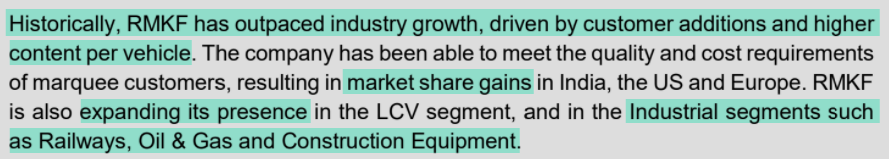 Historically, RMKF has outpaced industry growth, driven by customer additions and higher
content per vehicle. The company has been able to meet the quality and cost requirements
of marquee customers, resulting in market share gains in India, the US and Europe. RMKF
is also expanding its presence in the LCV segment, and in the Industrial segments such
as Railways, Oil & Gas and Construction Equipment.